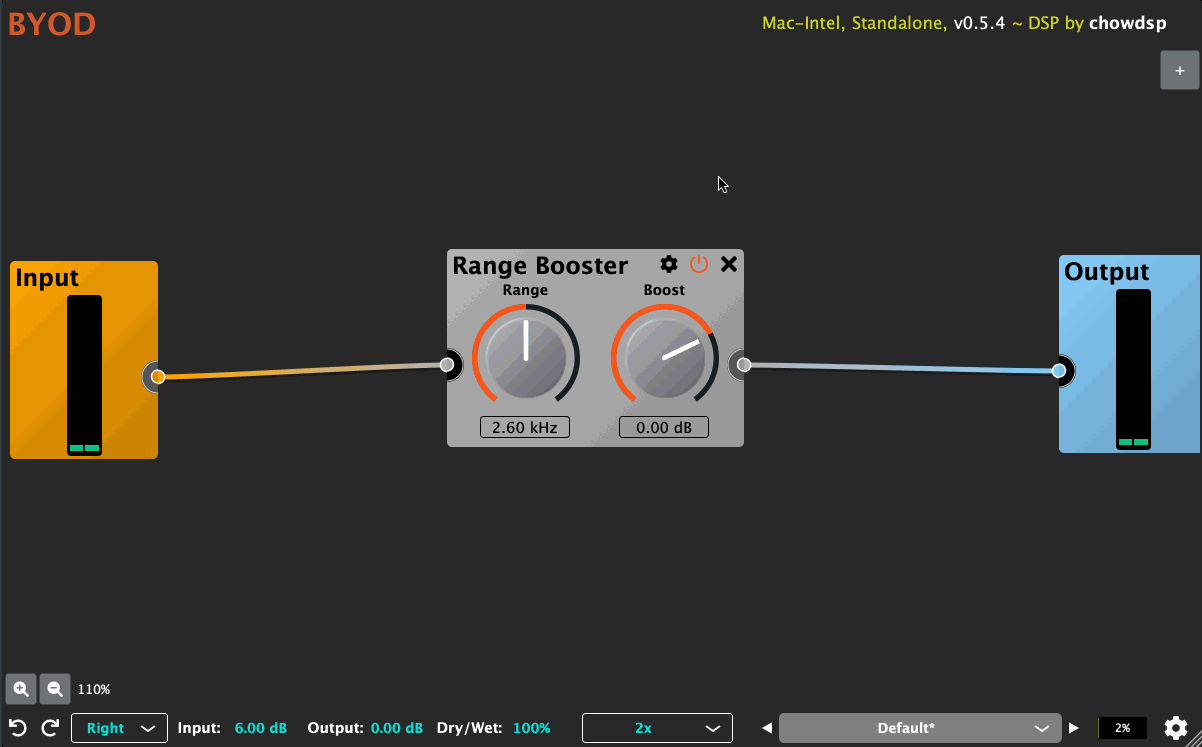 BYOD
Mac-Intel, Standalone, v0.5.4 ~ DSP by chowdsp
+
Input
Range Booster
Range
Boost
2.60 kHz
0.00 dB
Output
110%
Right
Input: 6.00 dB
Output: 0.00 dB
Dry/Wet: 100%
2x
Default*
2%